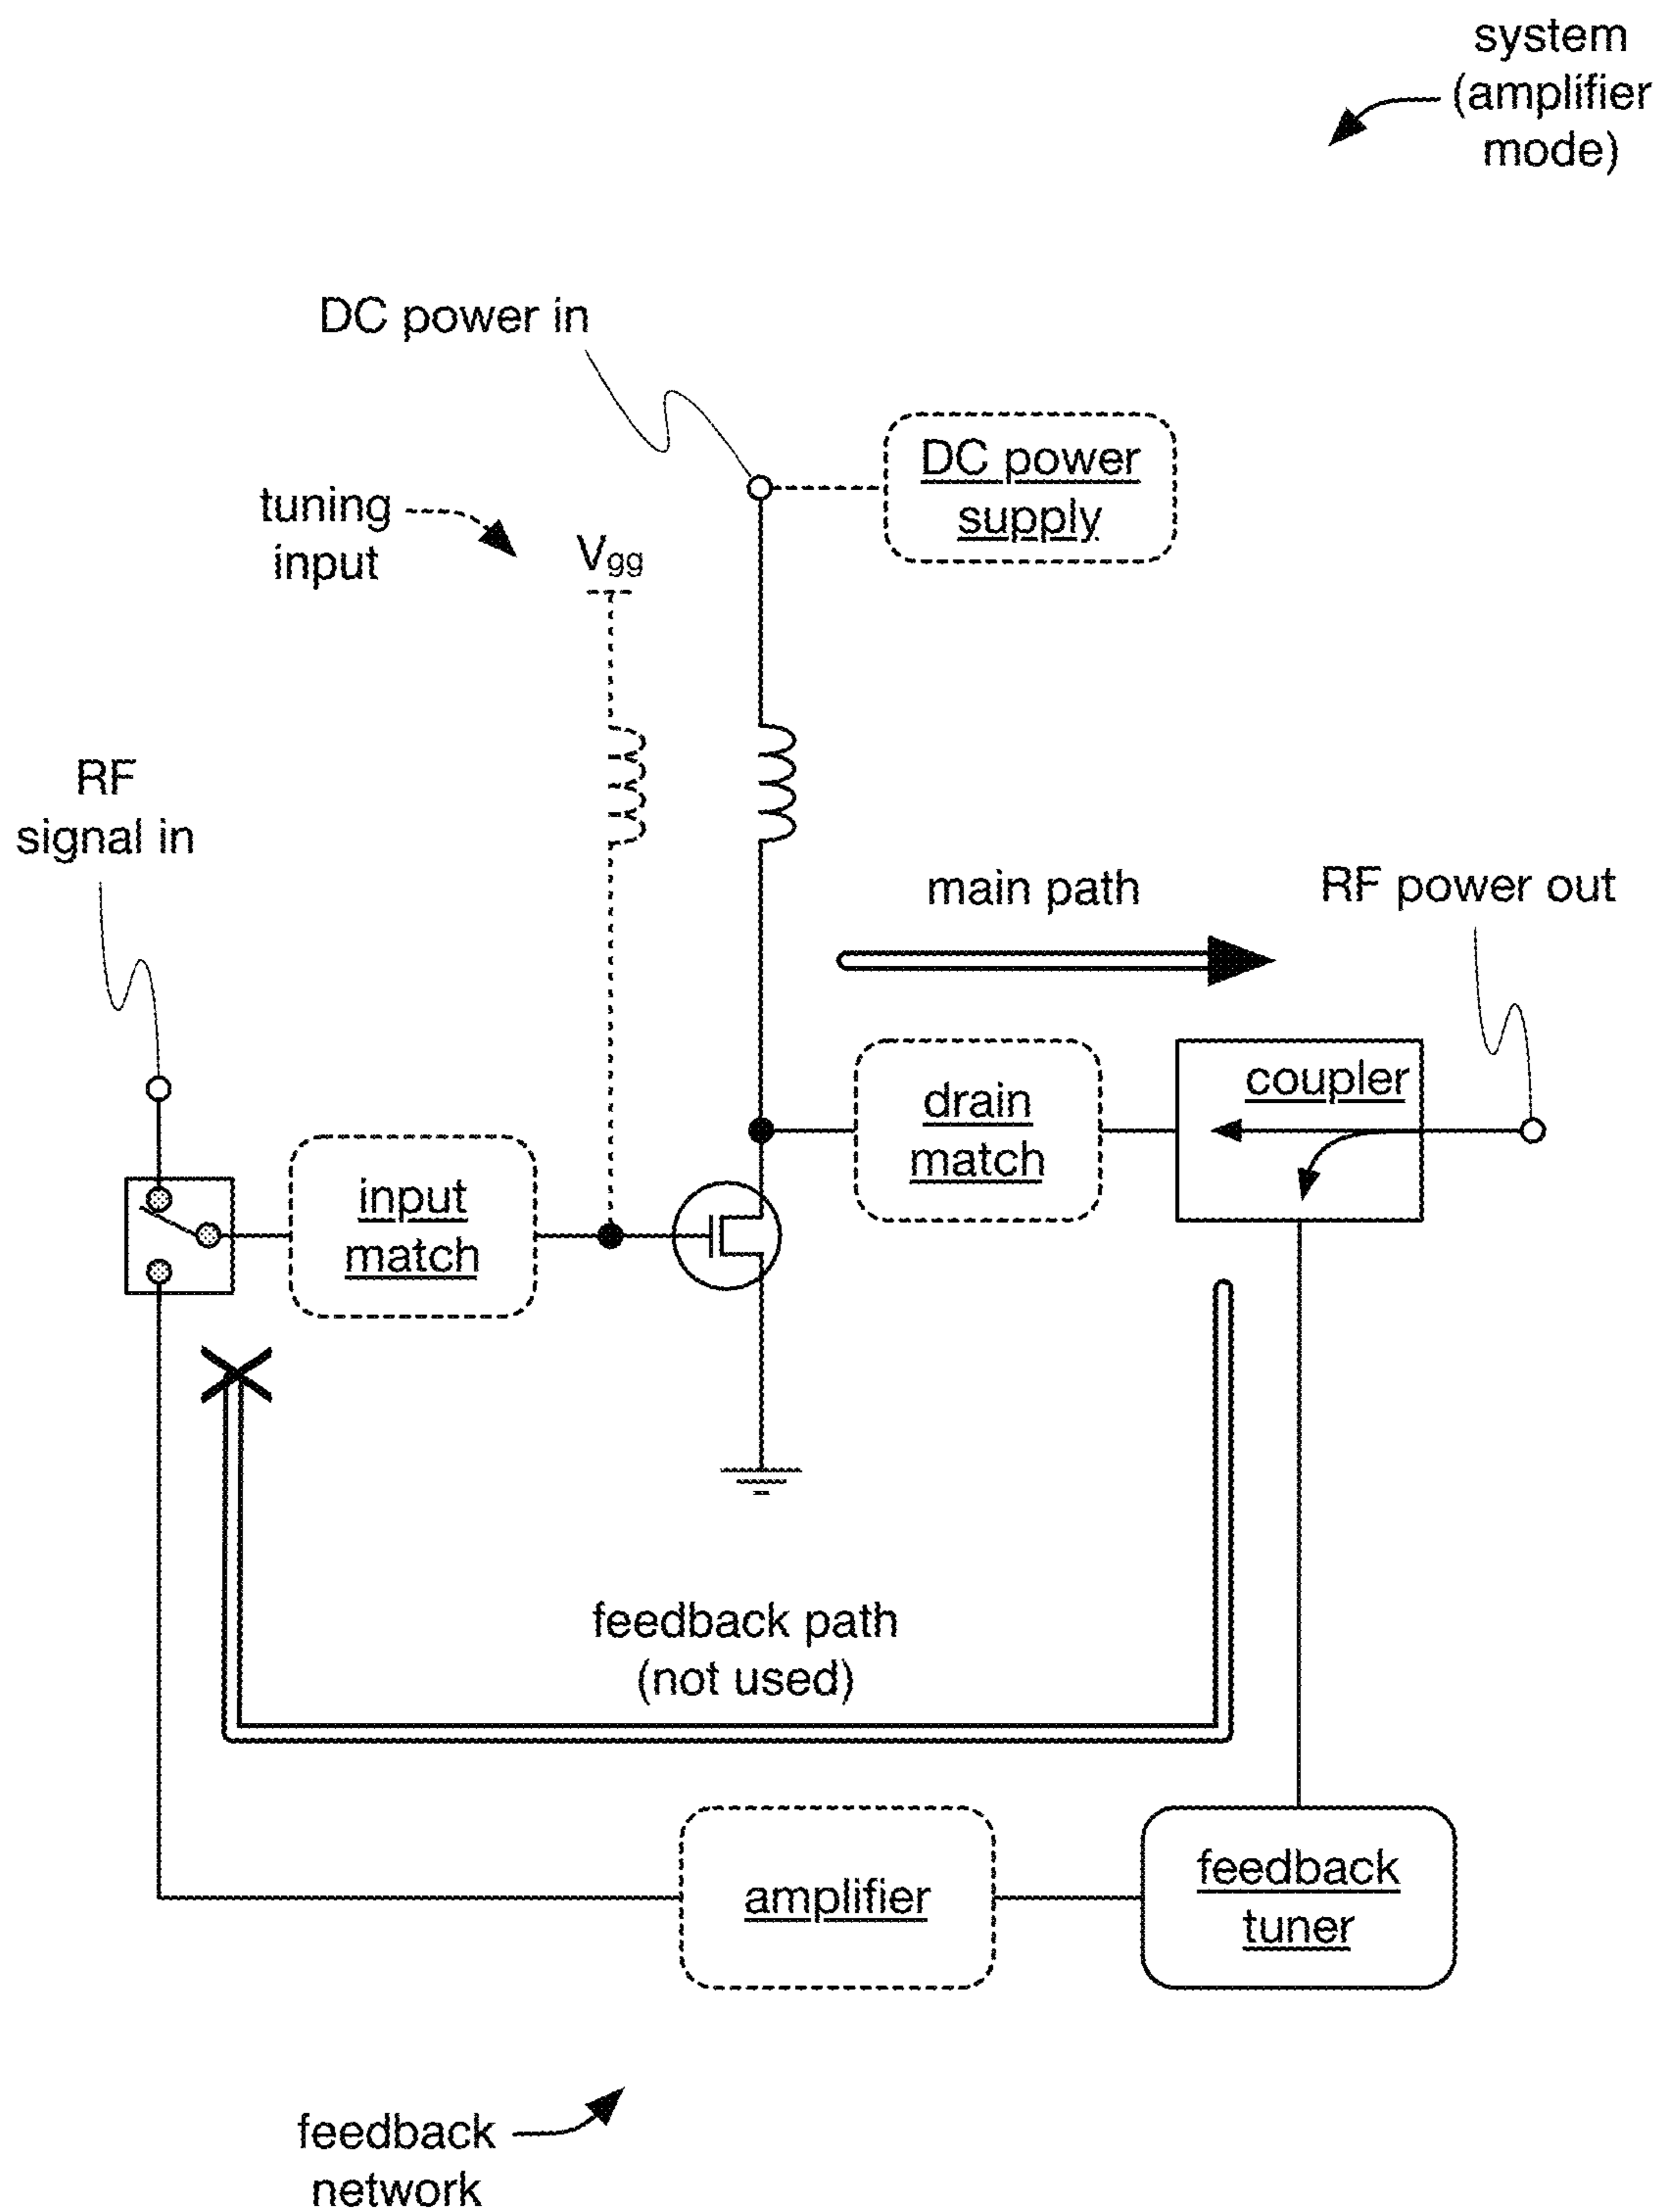 system
(amplifier
mode)
DC power in
DC power
supply
tuning
input
Vgg
RF
signal in
main path
RF power out
coupler
drain
match
input
match
feedback path
(not used)
amplifier
feedback
tuner
feedback
network